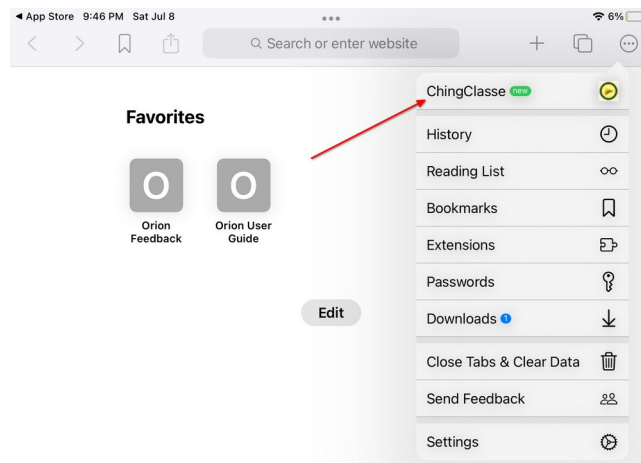 ◀ App Store 9:46 PM Sat Jul 8 6%
Search or enter website
ChingClasse new
Favorites
History
Reading List
O O
Bookmarks
Orion Feedback
Orion User Guide
Extensions
Passwords
Edit
Downloads 1
Close Tabs & Clear Data
Send Feedback
Settings